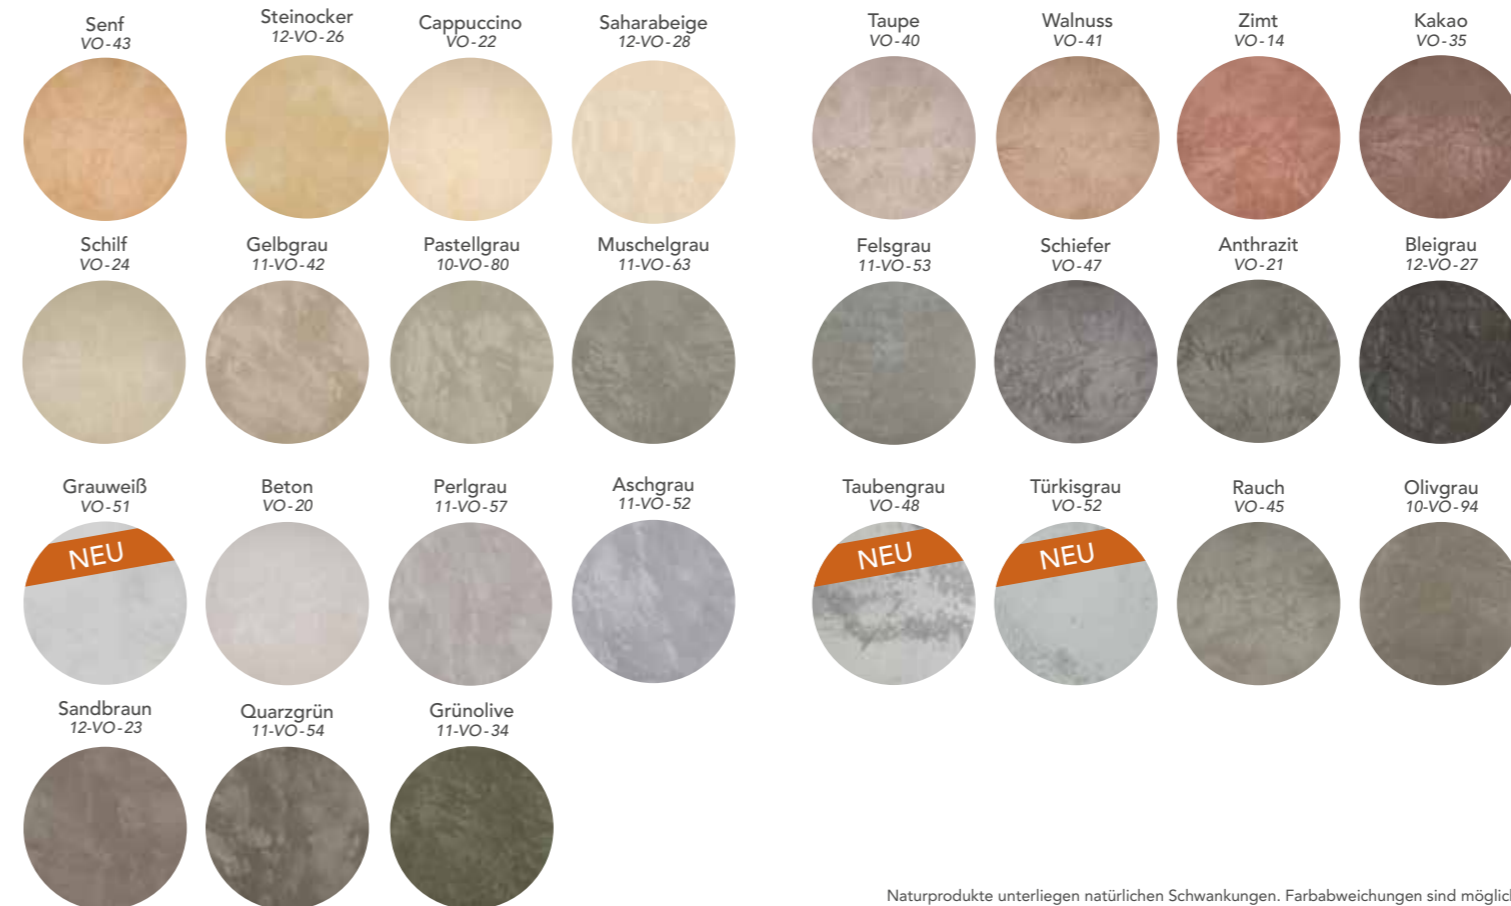 Senf
VO-43
Steinocker
12-VO-26
Cappuccino
VO-22
Saharabeige
12-VO-28
Taupe
VO-40
Walnuss
VO-41
Zimt
VO-14
Kakao
VO-35
Schilf
VO-24
Gelbgrau
11-VO-42
Pastellgrau
10-VO-80
Muschelgrau
11-VO-63
Felsgrau
11-VO-53
Schiefer
VO-47
Anthrazit
VO-21
Bleigrau
12-VO-27
Grauweiß
VO-51
NEU
Beton
VO-20
Perlgrau
11-VO-57
Aschgrau
11-VO-52
Taubengrau
VO-48
NEU
Türkisgrau
VO-52
NEU
Rauch
VO-45
Olivgrau
10-VO-94
Sandbraun
12-VO-23
Quarzgrün
11-VO-54
Grünolive
11-VO-34
Naturprodukte unterliegen natürlichen Schwankungen. Farbabweichungen sind möglich